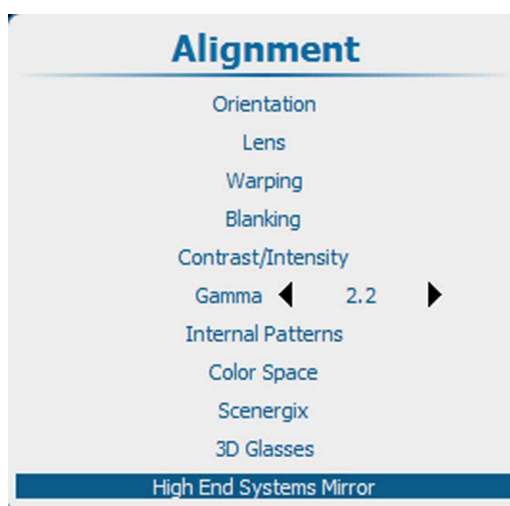 Alignment
Orientation
Lens
Warping
Blanking
Contrast/Intensity
Gamma 2.2
Internal Patterns
Color Space
Scenergix
3D Glasses
High End Systems Mirror